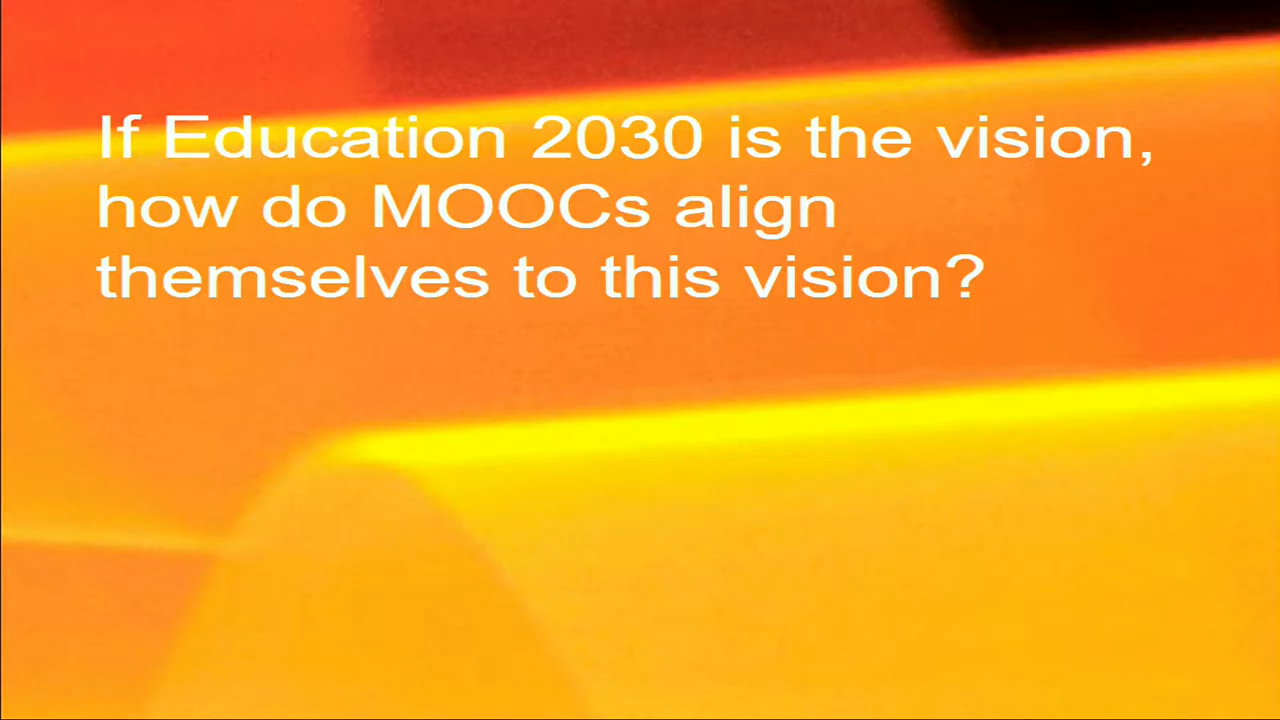 If Education 2030 is the vision,
how do MOOCs align
themselves to this vision?